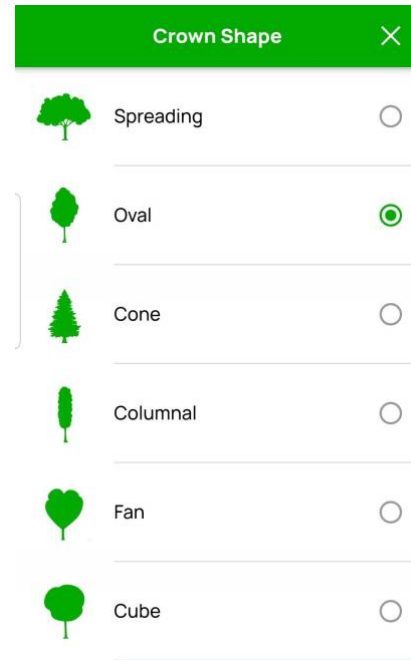 Crown Shape
Spreading
Oval
Cone
Columnal
Fan
Cube